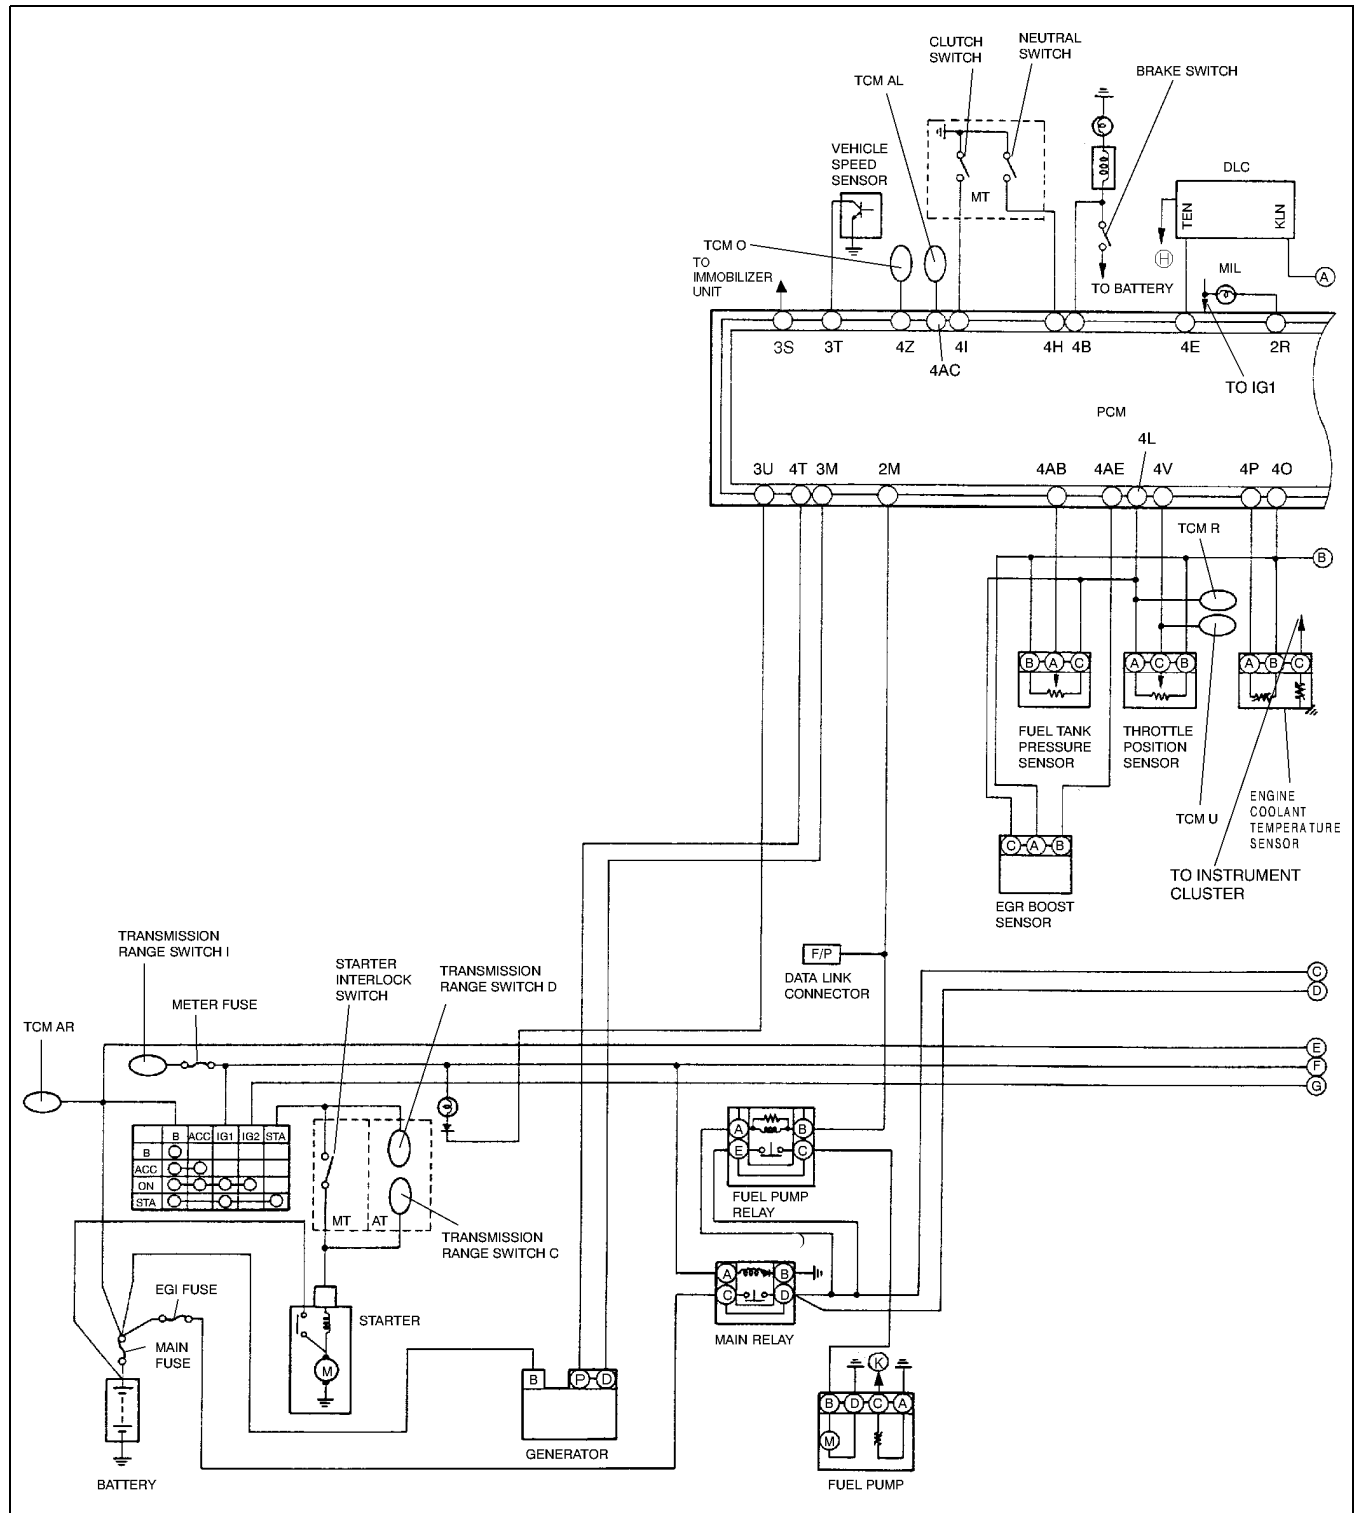 CLUTCH
SWITCH
NEUTRAL
SWITCH
BRAKE SWITCH
TCM AL
VEHICLE
SPEED
SENSOR
MT
DLC
TEN
KLN
TCM O
TO
IMMOBILIZER
UNIT
H
A
TO BATTERY
MIL
3S
3T
4Z
4AC
4I
4H
4B
4E
2R
TO IG1
PCM
4L
3U
4T
3M
2M
4AB
4AE
4V
4P
4O
TCM R
B
B A C
A C B
A B C
FUEL TANK
PRESSURE
SENSOR
THROTTLE
POSITION
SENSOR
TCM U
ENGINE
COOLANT
TEMPERATURE
SENSOR
C A B
EGR BOOST
SENSOR
TO INSTRUMENT
CLUSTER
TRANSMISSION
RANGE SWITCH I
STARTER
INTERLOCK
SWITCH
TRANSMISSION
RANGE SWITCH D
F/P
DATA LINK
CONNECTOR
C
D
METER FUSE
TCM AR
E
F
G
B ACC IG1 IG2 STA
B
ACC
ON
STA
MT
AT
A
B
E
C
FUEL PUMP
RELAY
TRANSMISSION
RANGE SWITCH C
A
B
C
D
MAIN RELAY
EGI FUSE
MAIN
FUSE
STARTER
M
B
P D
GENERATOR
K
B D C A
M
FUEL PUMP
BATTERY